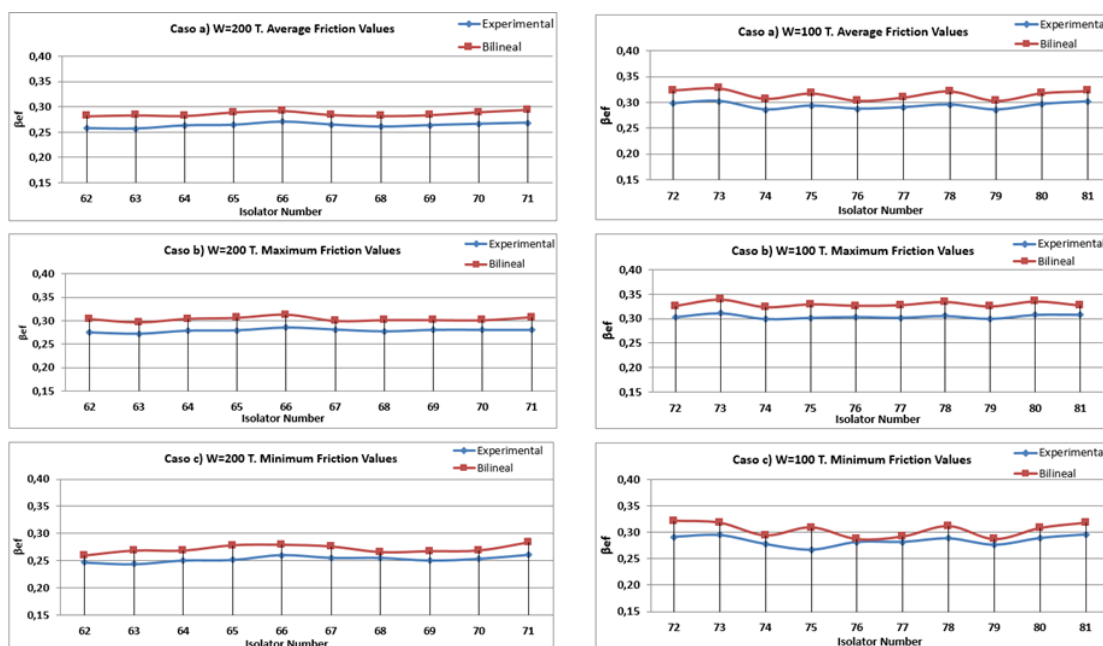 Caso a) W=200 T. Average Friction Values
Experimental
Bilineal
0,40
0,35
0,30
0,25
0,20
0,15
βef
62 63 64 65 66 67 68 69 70 71
Isolator Number
Caso a) W=100 T. Average Friction Values
Experimental
Bilineal
0,40
0,35
0,30
0,25
0,20
0,15
βef
72 73 74 75 76 77 78 79 80 81
Isolator Number
Caso b) W=200 T. Maximum Friction Values
Experimental
Bilineal
0,40
0,35
0,30
0,25
0,20
0,15
βef
62 63 64 65 66 67 68 69 70 71
Isolator Number
Caso b) W=100 T. Maximum Friction Values
Experimental
Bilineal
0,40
0,35
0,30
0,25
0,20
0,15
βef
72 73 74 75 76 77 78 79 80 81
Isolator Number
Caso c) W=200 T. Minimum Friction Values
Experimental
Bilineal
0,40
0,35
0,30
0,25
0,20
0,15
βef
62 63 64 65 66 67 68 69 70 71
Isolator Number
Caso c) W=100 T. Minimum Friction Values
Experimental
Bilineal
0,40
0,35
0,30
0,25
0,20
0,15
βef
72 73 74 75 76 77 78 79 80 81
Isolator Number